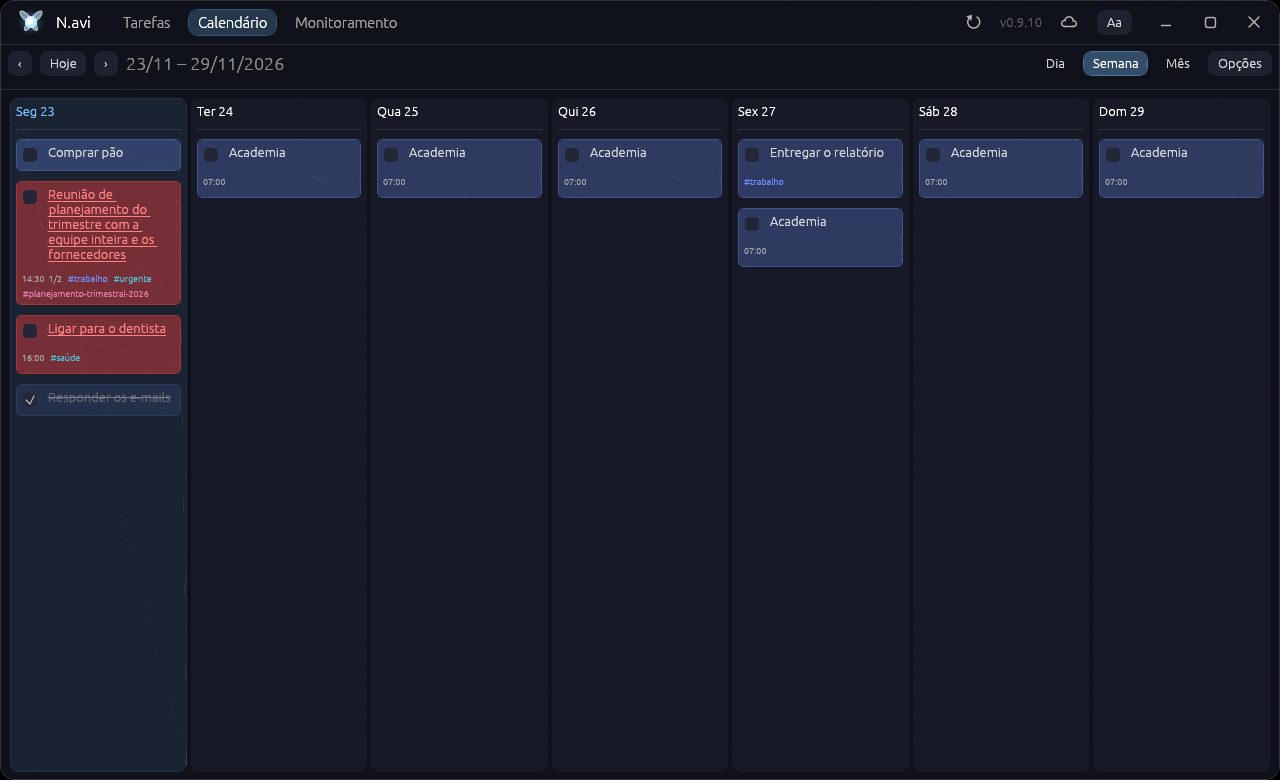 N.avi Tarefas Calendário Monitoramento v0.9.10 Aa
‹ Hoje › 23/11 – 29/11/2026 Dia Semana Mês Opções
Seg 23
Comprar pão
Reunião de
planejamento do
trimestre com a
equipe inteira e os
fornecedores
14:30 1/2 #trabalho #urgente
#planejamento-trimestral-2026
Ligar para o dentista
16:00 #saúde
Responder os e-mails
Ter 24
Academia
07:00
Qua 25
Academia
07:00
Qui 26
Academia
07:00
Sex 27
Entregar o relatório
#trabalho
Academia
07:00
Sáb 28
Academia
07:00
Dom 29
Academia
07:00